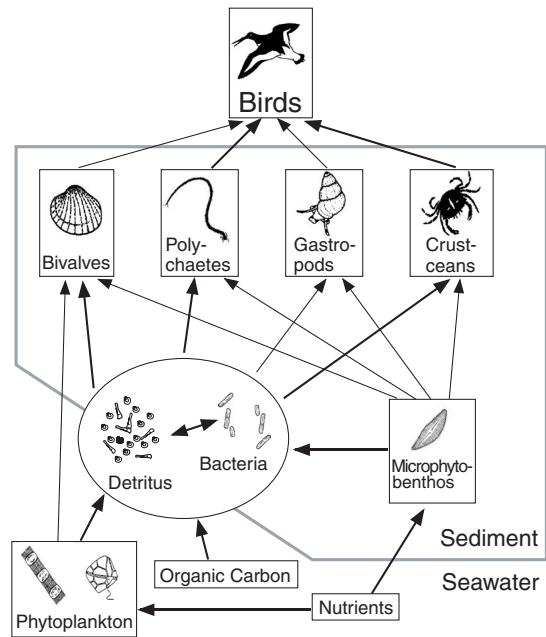 Birds
Bivalves
Poly-
chaetes
Gastro-
pods
Crust-
ceans
Detritus
Bacteria
Microphyto-
benthos
Sediment
Seawater
Organic Carbon
Nutrients
Phytoplankton